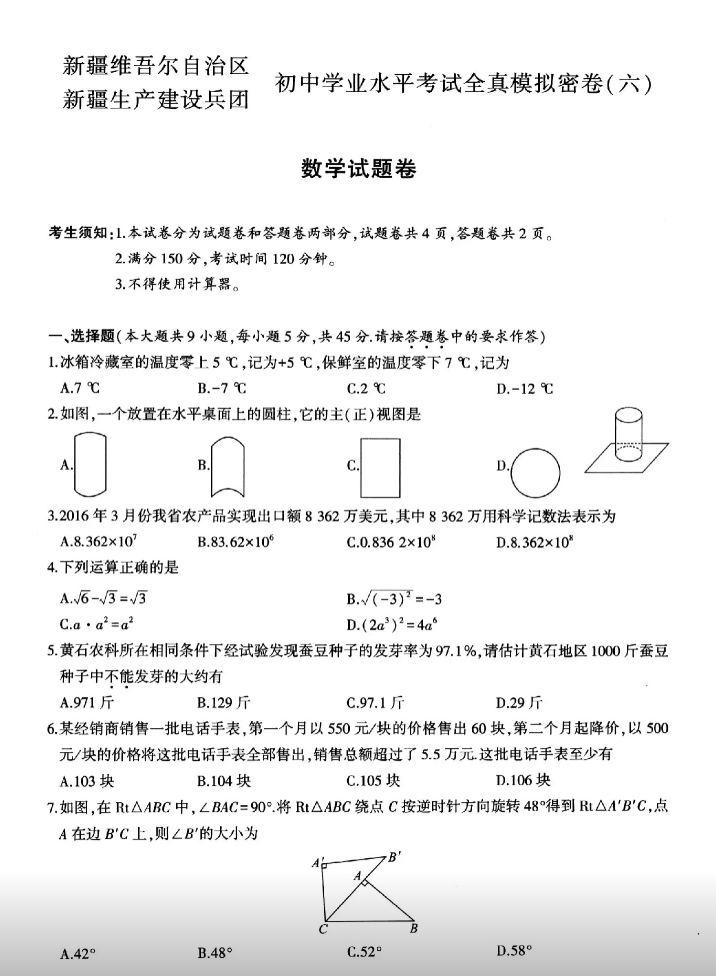 新疆维吾尔自治区
新疆生产建设兵团
初中学业水平考试全真模拟密卷(六)
数学试题卷
考生须知:1.本试卷分为试题卷和答题卷两部分,试题卷共4页,答题卷共2页。
2.满分150分,考试时间120分钟。
3.不得使用计算器。
一、选择题(本大题共9小题,每小题5分,共45分.请按答题卷中的要求作答)
1.冰箱冷藏室的温度零上5 ℃,记为+5 ℃,保鲜室的温度零下7 ℃,记为
A.7 ℃ B.-7 ℃ C.2 ℃ D.-12 ℃
2.如图,一个放置在水平桌面上的圆柱,它的主(正)视图是
A. B. C. D.
3.2016年3月份我省农产品实现出口额8 362万美元,其中8 362万用科学记数法表示为
A.8.362×10⁷ B.83.62×10⁶ C.0.836 2×10⁸ D.8.362×10⁸
4.下列运算正确的是
A.√6-√3=√3 B.√(-3)²=-3
C.a·a²=a² D.(2a³)²=4a⁶
5.黄石农科所在相同条件下经试验发现蚕豆种子的发芽率为97.1%,请估计黄石地区1000斤蚕豆
种子中不能发芽的大约有
A.971斤 B.129斤 C.97.1斤 D.29斤
6.某经销商销售一批电话手表,第一个月以550元/块的价格售出60块,第二个月起降价,以500
元/块的价格将这批电话手表全部售出,销售总额超过了5.5万元.这批电话手表至少有
A.103块 B.104块 C.105块 D.106块
7.如图,在Rt△ABC中,∠BAC=90°.将Rt△ABC绕点C按逆时针方向旋转48°得到Rt△A′B′C,点
A在边B′C上,则∠B′的大小为
A′ B′
A
C B
A.42° B.48° C.52° D.58°